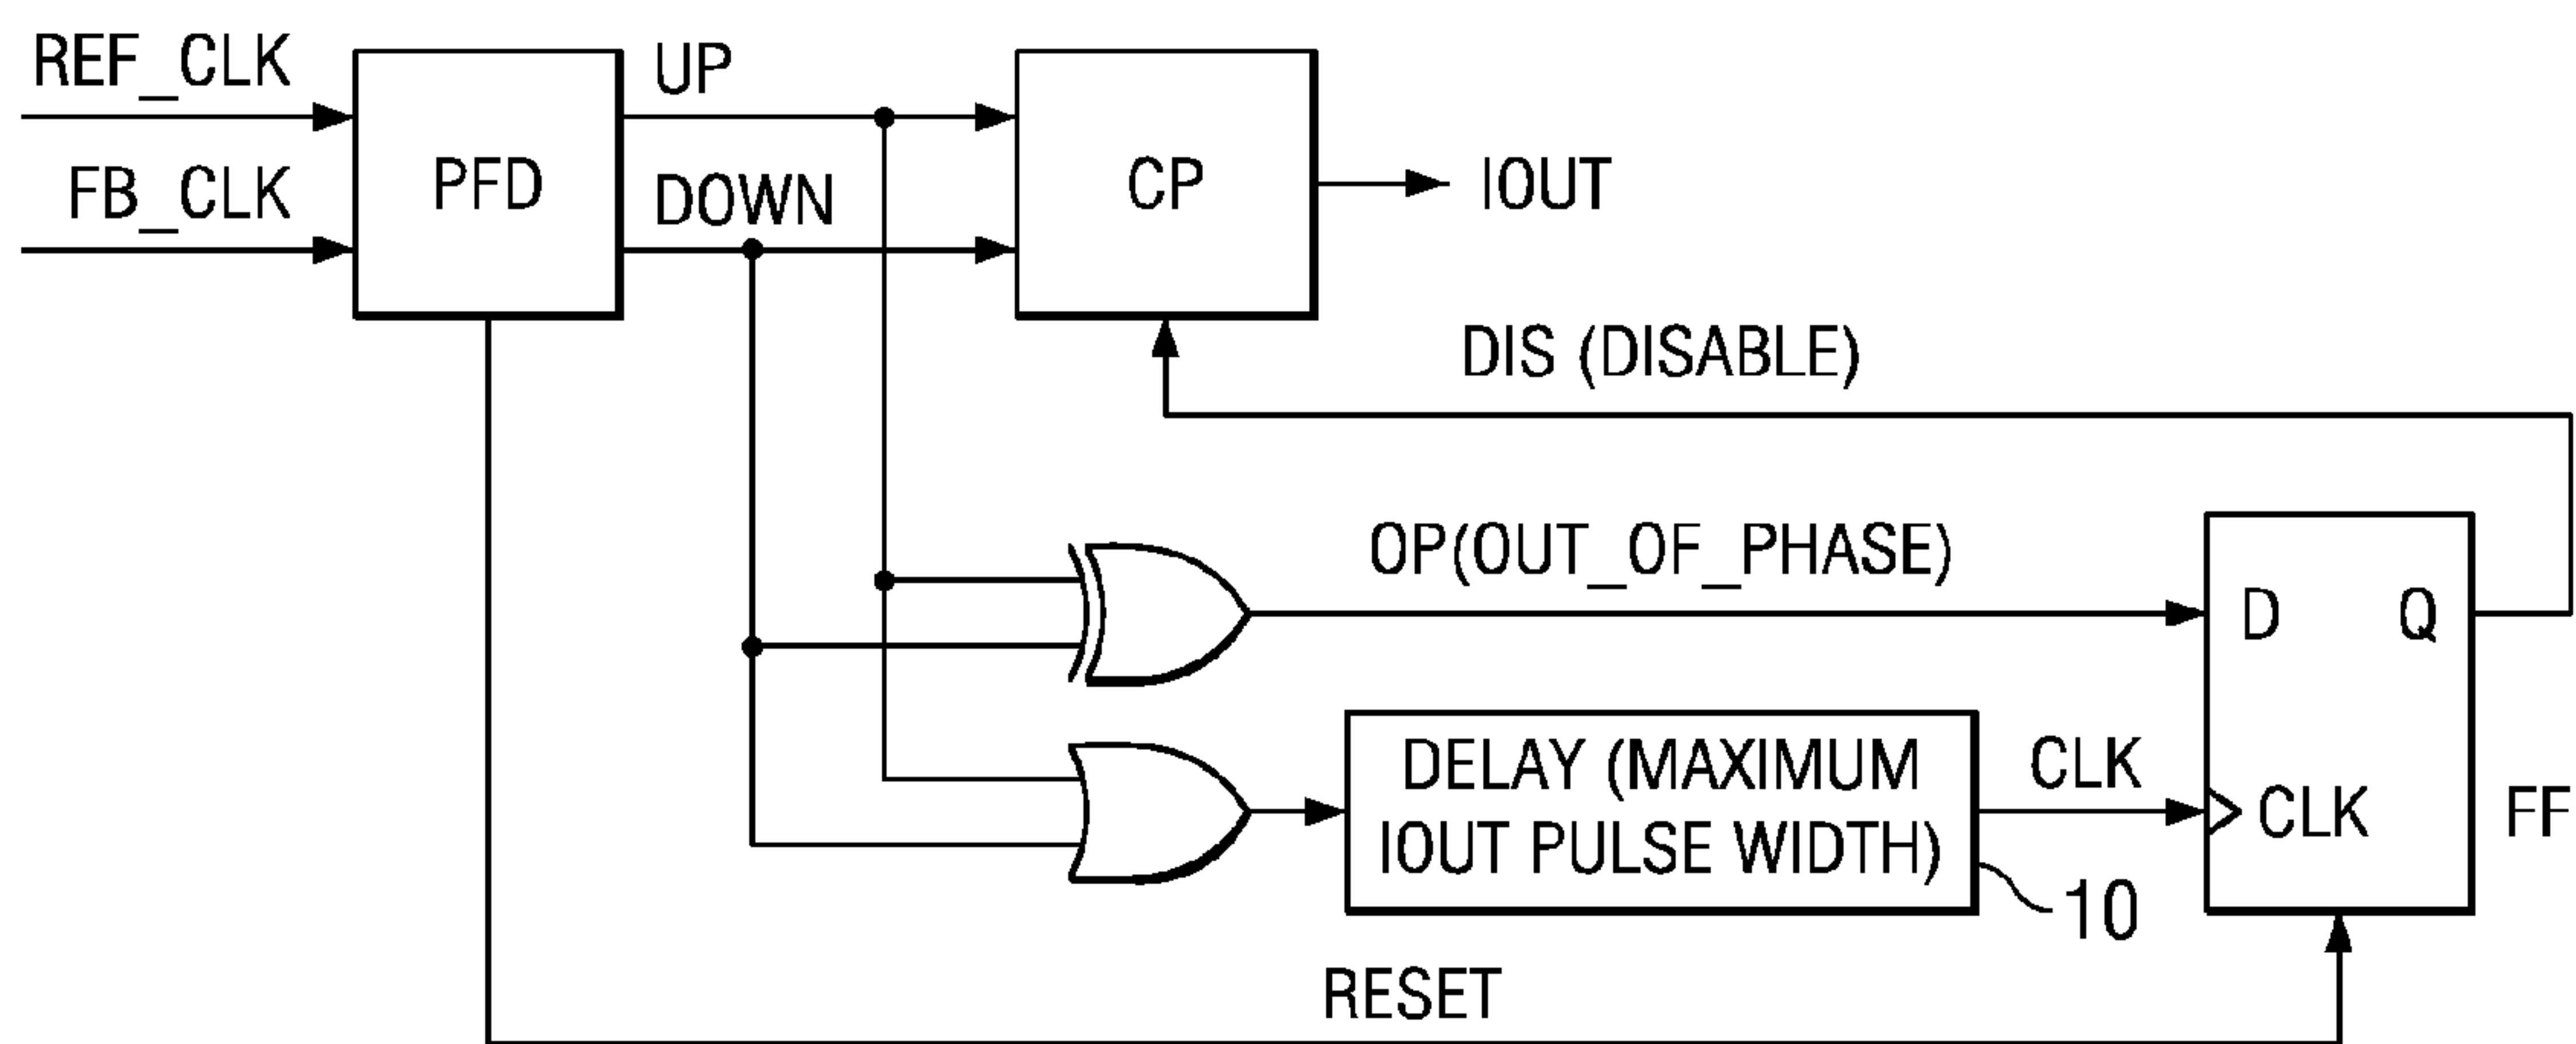 REF_CLK
FB_CLK
PFD
UP
DOWN
CP
IOUT
DIS (DISABLE)
OP(OUT_OF_PHASE)
D
Q
DELAY (MAXIMUM
IOUT PULSE WIDTH)
CLK
CLK
FF
10
RESET